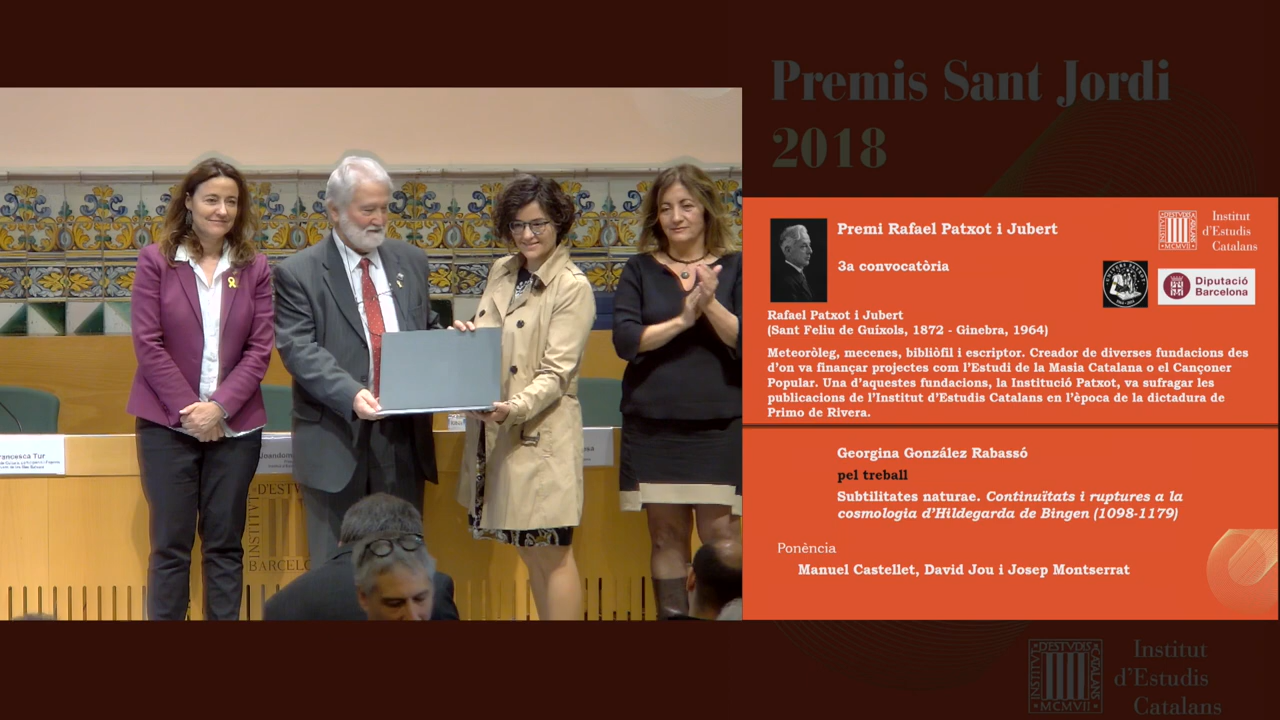 Premis Sant Jordi
2018
Premi Rafael Patxot i Jubert
3a convocatòria
Institut
d'Estudis
Catalans
Diputació
Barcelona
Rafael Patxot i Jubert
(Sant Feliu de Guíxols, 1872 - Ginebra, 1964)
Meteoròleg, mecenes, bibliòfil i escriptor. Creador de diverses fundacions des
d'on va finançar projectes com l'Estudi de la Masia Catalana o el Cançoner
Popular. Una d'aquestes fundacions, la Institució Patxot, va sufragar les
publicacions de l'Institut d'Estudis Catalans en l'època de la dictadura de
Primo de Rivera.
Georgina González Rabassó
pel treball
Subtilitates naturae. Continuïtats i ruptures a la
cosmologia d'Hildegarda de Bingen (1098-1179)
Ponència
Manuel Castellet, David Jou i Josep Montserrat
Tur
BARCELO
Institut
d'Estudis
Catalans
MCMVII